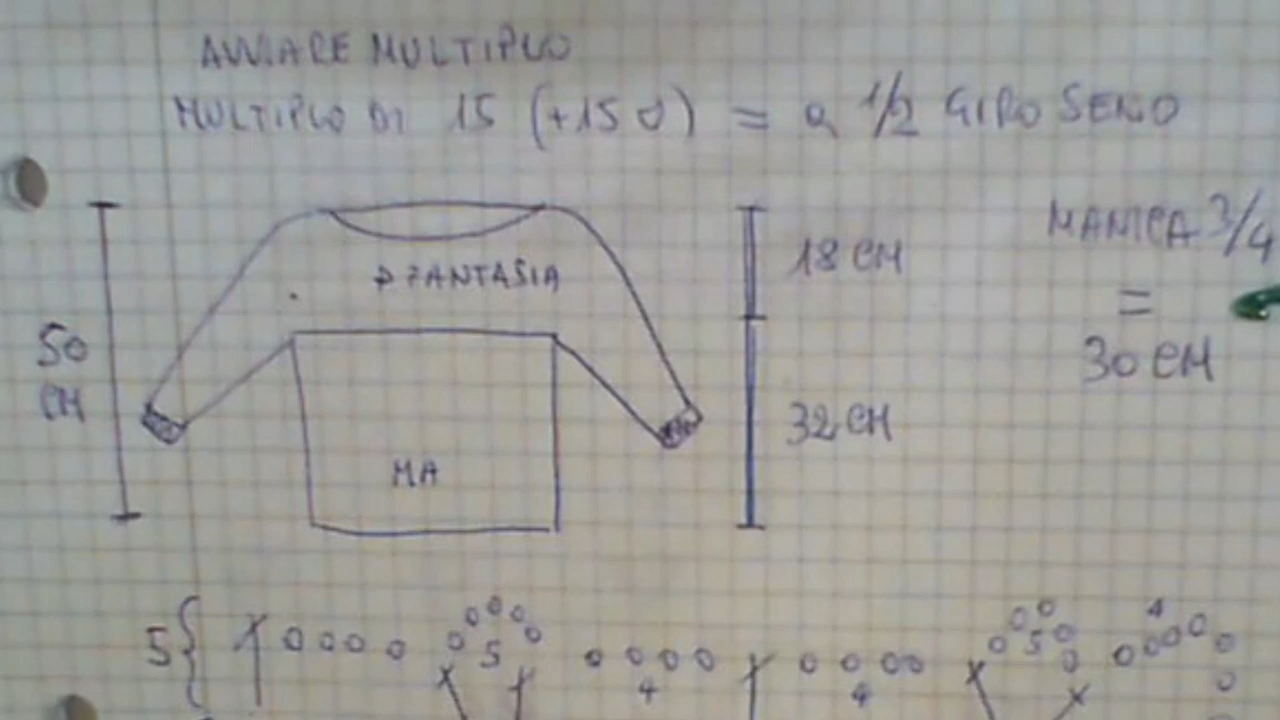 AVVIARE MULTIPLO
MULTIPLO DI 15 (+15 0) = a 1/2 GIRO SENO
50
CM
P FANTASIA
MA
18 CM
32 CM
MANICA 3/4
=
30 CM
5
5
4
4
5
4